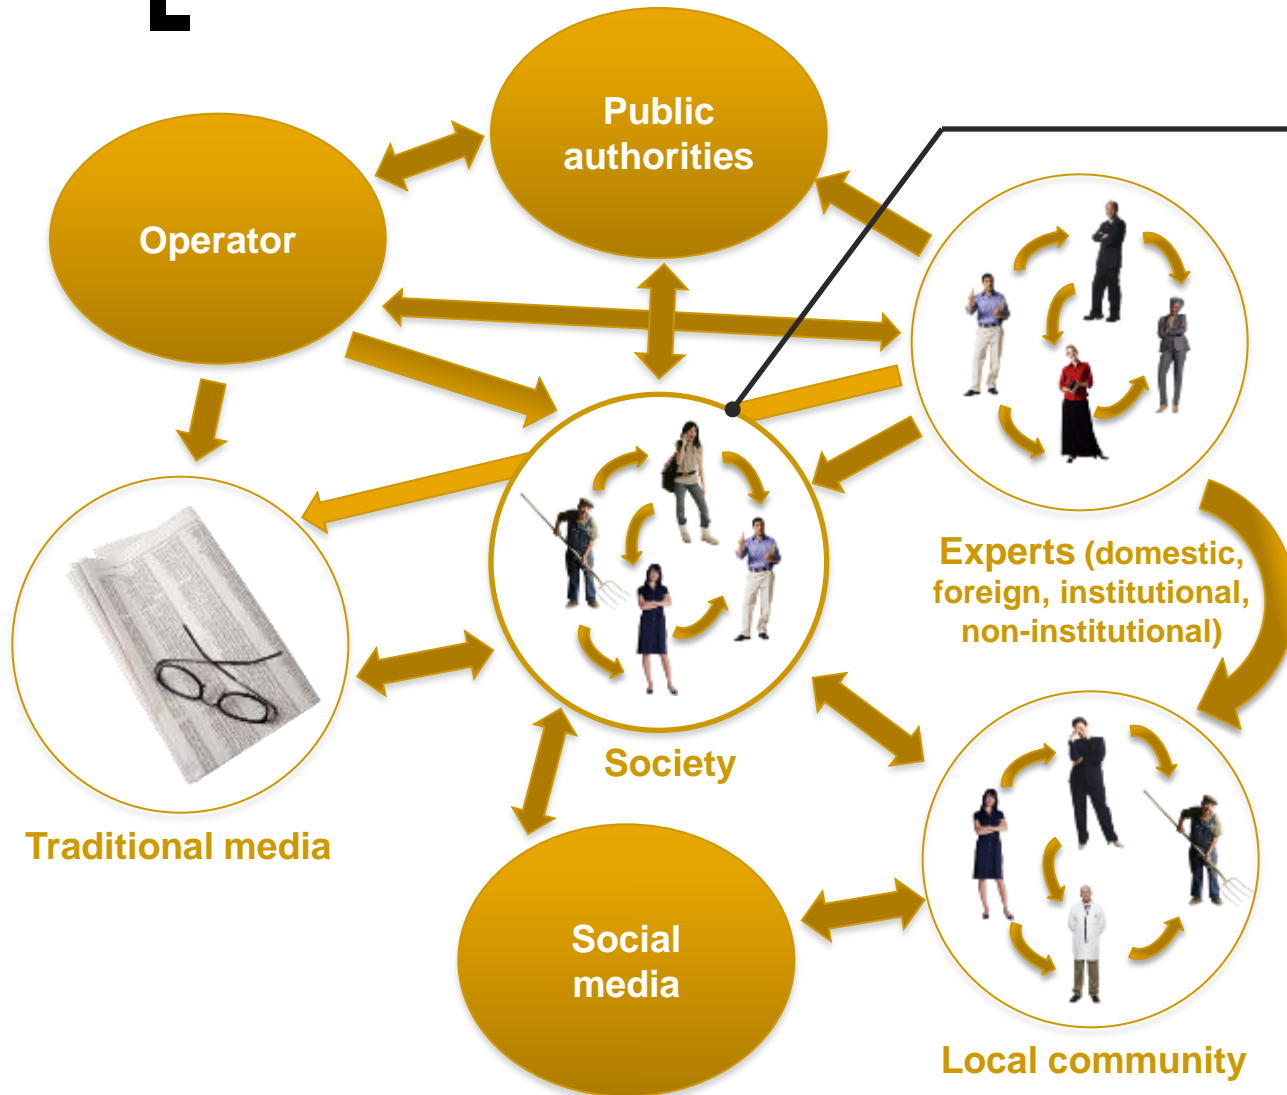 Public
authorities
Operator
Experts (domestic,
foreign, institutional,
non-institutional)
Society
Traditional media
Social
media
Local community